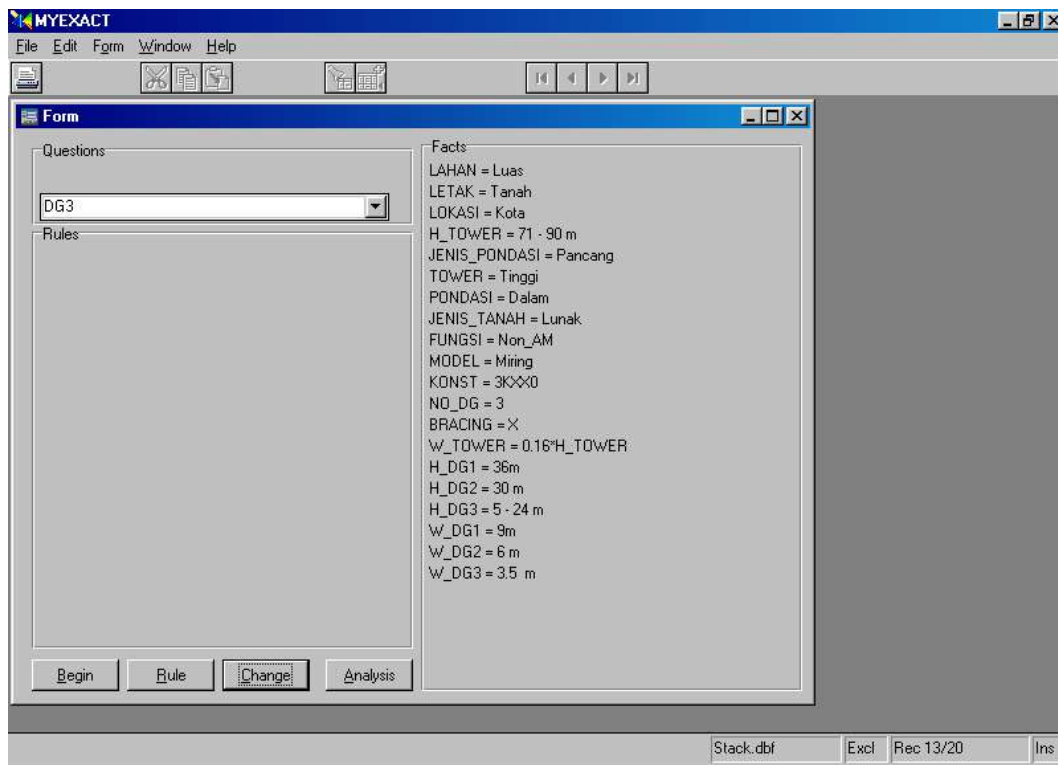 MYEXACT
File Edit Form Window Help
Form
Questions
DG3
Rules
Facts
LAHAN = Luas
LETAK = Tanah
LOKASI = Kota
H_TOWER = 71 - 90 m
JENIS_PONDASI = Pancang
TOWER = Tinggi
PONDASI = Dalam
JENIS_TANAH = Lunak
FUNGSI = Non_AM
MODEL = Miring
KONST = 3KXX0
NO_DG = 3
BRACING = X
W_TOWER = 0.16*H_TOWER
H_DG1 = 36m
H_DG2 = 30 m
H_DG3 = 5 - 24 m
W_DG1 = 9m
W_DG2 = 6 m
W_DG3 = 3.5  m
Begin Rule Change Analysis
Stack.dbf Excl Rec 13/20 Ins